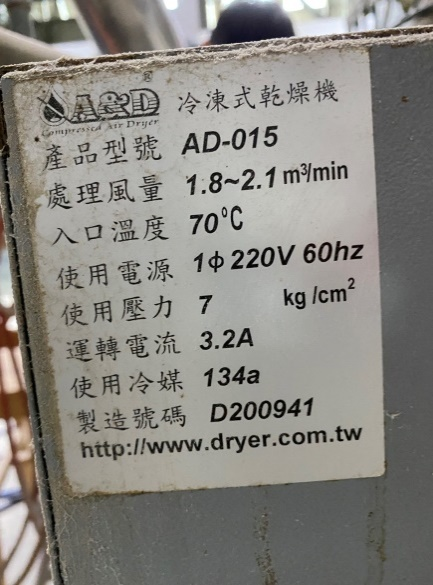 A&D 冷凍式乾燥機
®
Compressed Air Dryer
產品型號 AD-015
處理風量 1.8~2.1 m³/min
入口溫度 70°C
使用電源 1ϕ 220V 60hz
使用壓力 7 kg/cm²
運轉電流 3.2A
使用冷媒 134a
製造號碼 D200941
http://www.dryer.com.tw